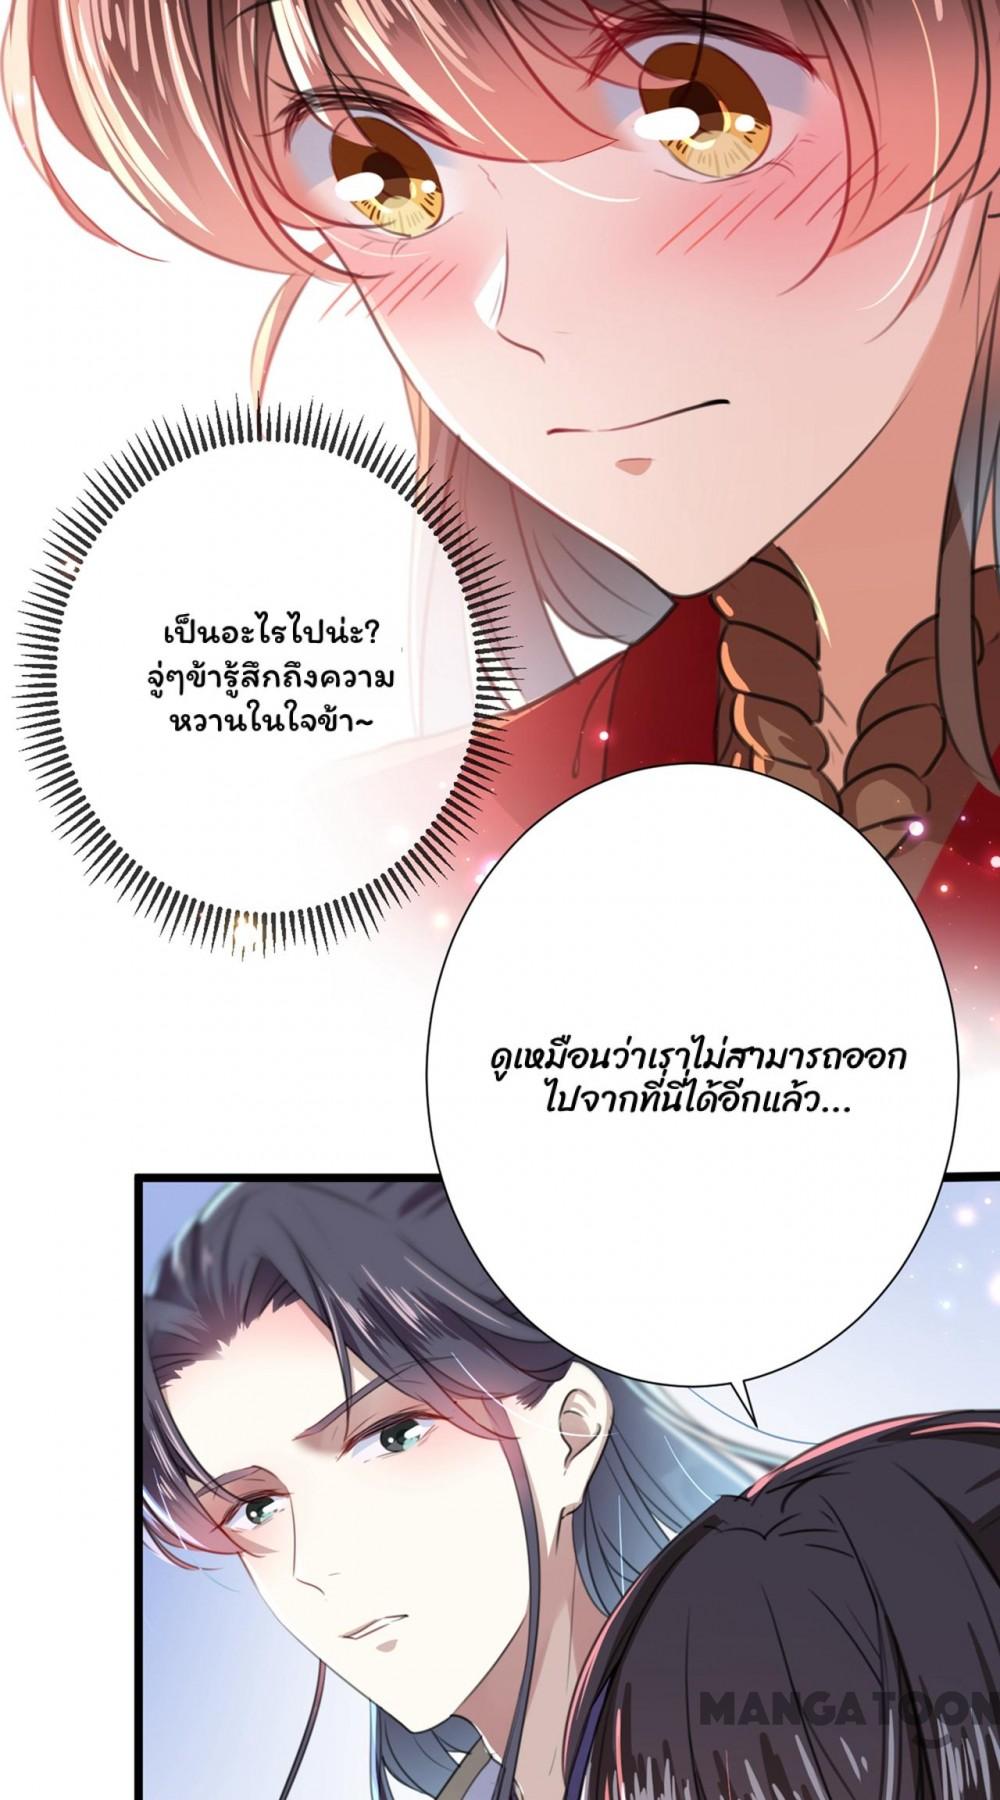 เป็นอะไรไปน่ะ?
จู่ๆข้ารู้สึกถึงความ
หวานในใจข้า~
ดูเหมือนว่าเราไม่สามารถออก
ไปจากที่นี่ได้อีกแล้ว...
MANGATOON